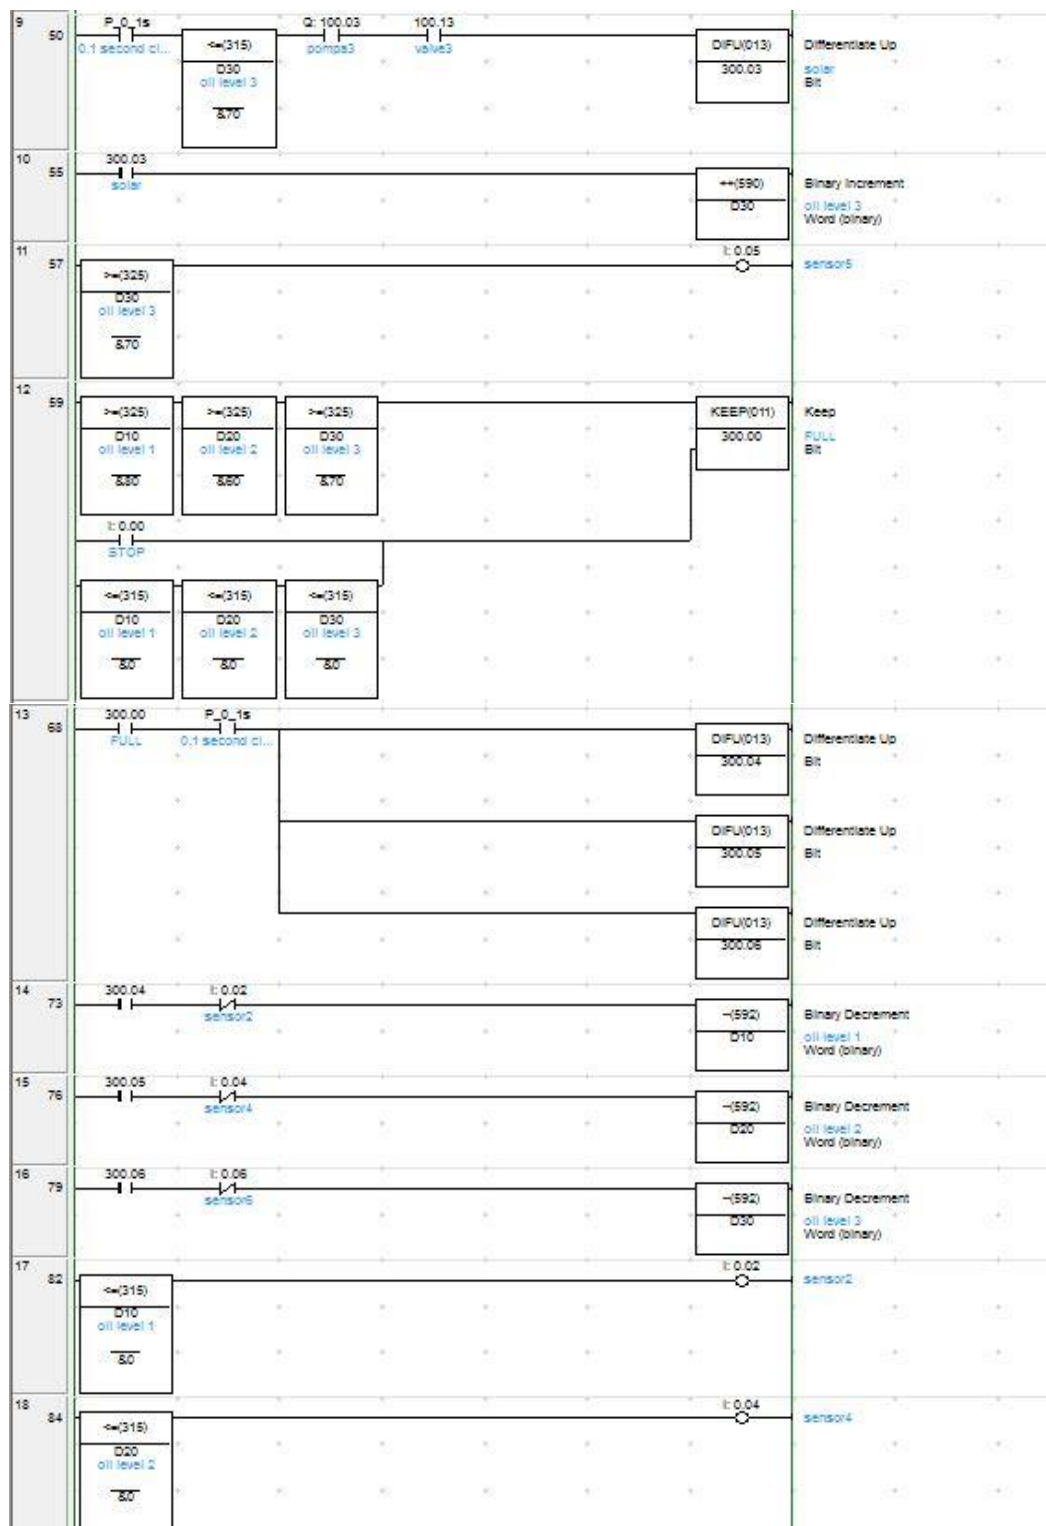 9
50
P_0_1s
0.1 second cl...
<=(315)
D30
oil level 3
&70
Q: 100.03
pompa3
100.13
valve3
DIFU(013)
300.03
Differentiate Up
solar
Bit
10
55
300.03
solar
++(590)
D30
Binary Increment
oil level 3
Word (binary)
11
57
>=(325)
D30
oil level 3
&70
I: 0.05
sensor5
12
59
>=(325)
D10
oil level 1
&80
>=(325)
D20
oil level 2
&60
>=(325)
D30
oil level 3
&70
KEEP(011)
300.00
Keep
FULL
Bit
I: 0.00
STOP
<=(315)
D10
oil level 1
&0
<=(315)
D20
oil level 2
&0
<=(315)
D30
oil level 3
&0
13
68
300.00
FULL
P_0_1s
0.1 second cl...
DIFU(013)
300.04
Differentiate Up
Bit
DIFU(013)
300.05
Differentiate Up
Bit
DIFU(013)
300.06
Differentiate Up
Bit
14
73
300.04
I: 0.02
sensor2
--(592)
D10
Binary Decrement
oil level 1
Word (binary)
15
76
300.05
I: 0.04
sensor4
--(592)
D20
Binary Decrement
oil level 2
Word (binary)
16
79
300.06
I: 0.06
sensor6
--(592)
D30
Binary Decrement
oil level 3
Word (binary)
17
82
<=(315)
D10
oil level 1
&0
I: 0.02
sensor2
18
84
<=(315)
D20
oil level 2
&0
I: 0.04
sensor4